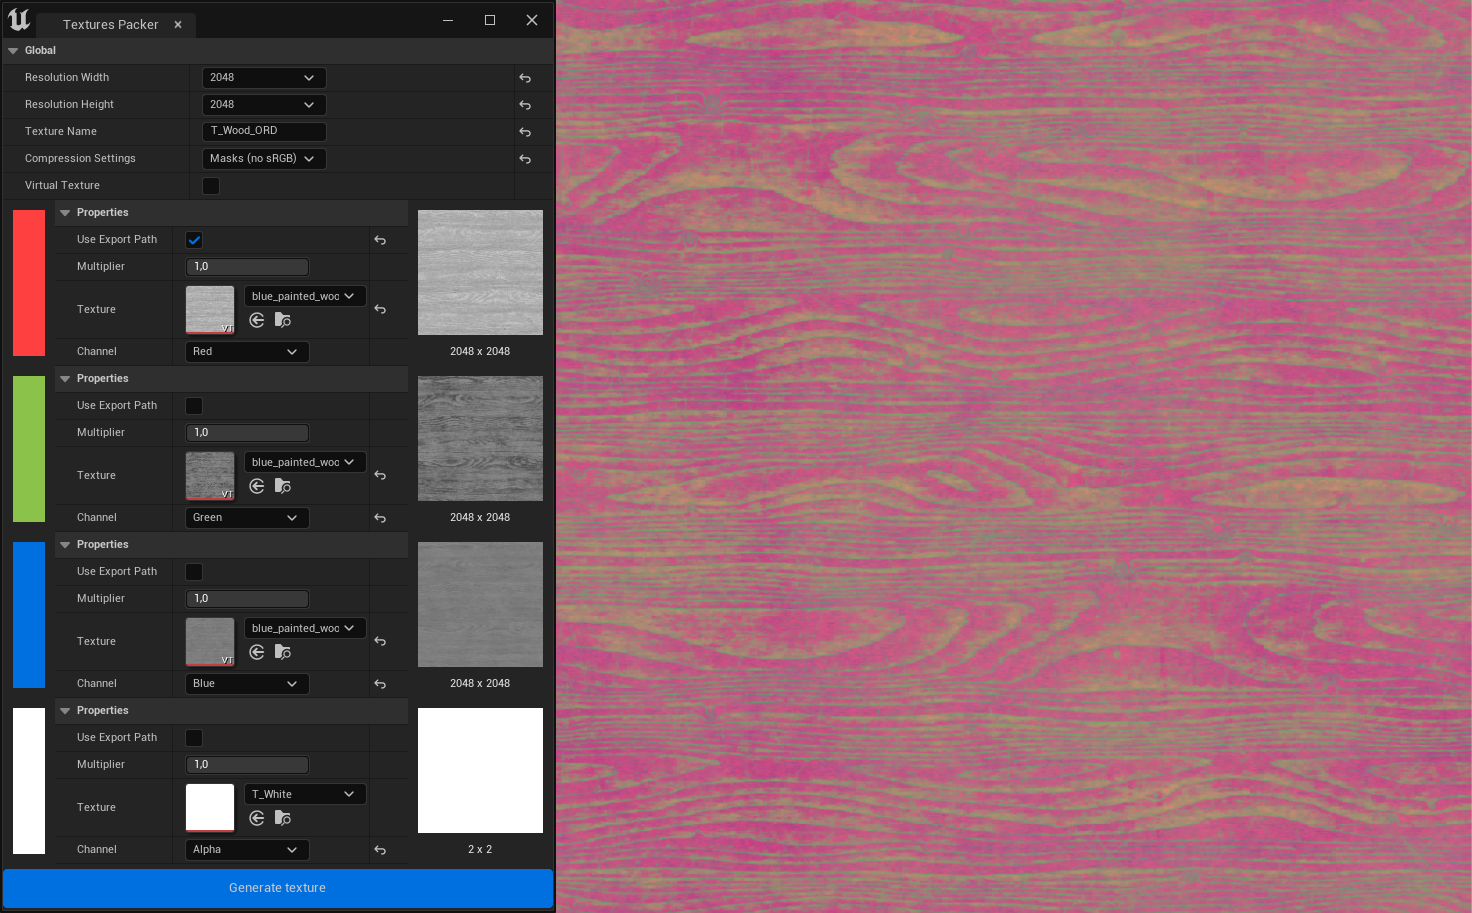 Textures Packer
Global
Resolution Width 2048
Resolution Height 2048
Texture Name T_Wood_ORD
Compression Settings Masks (no sRGB)
Virtual Texture
Properties
Use Export Path
Multiplier 1,0
Texture VT blue_painted_woo
Channel Red 2048 x 2048
Properties
Use Export Path
Multiplier 1,0
Texture VT blue_painted_woo
Channel Green 2048 x 2048
Properties
Use Export Path
Multiplier 1,0
Texture VT blue_painted_woo
Channel Blue 2048 x 2048
Properties
Use Export Path
Multiplier 1,0
Texture T_White
Channel Alpha 2 x 2
Generate texture